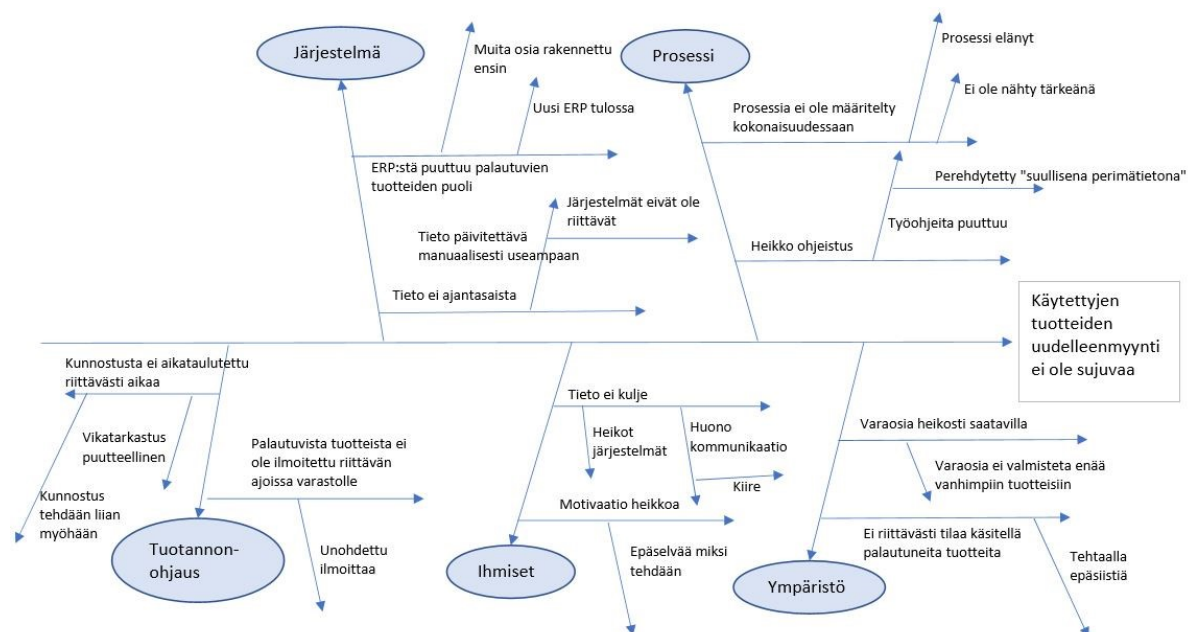 Järjestelmä
Muita osia rakennettu
ensin
Uusi ERP tulossa
ERP:stä puuttuu palautuvien
tuotteiden puoli
Järjestelmät eivät ole
riittävät
Tieto päivitettävä
manuaalisesti useampaan
Tieto ei ajantasaista
Prosessi
Prosessi elänyt
Ei ole nähty tärkeänä
Prosessia ei ole määritelty
kokonaisuudessaan
Perehdytetty "suullisena perimätietona"
Työohjeita puuttuu
Heikko ohjeistus
Käytettyjen
tuotteiden
uudelleenmyynti
ei ole sujuvaa
Kunnostusta ei aikataulutettu
riittävästi aikaa
Vikatarkastus
puutteellinen
Kunnostus
tehdään liian
myöhään
Palautuvista tuotteista ei
ole ilmoitettu riittävän
ajoissa varastolle
Unohdettu
ilmoittaa
Tuotannon-
ohjaus
Tieto ei kulje
Heikot
järjestelmät
Huono
kommunikaatio
Kiire
Motivaatio heikkoa
Epäselvää miksi
tehdään
Ihmiset
Varaosia heikosti saatavilla
Varaosia ei valmisteta enää
vanhimpiin tuotteisiin
Ei riittävästi tilaa käsitellä
palautuneita tuotteita
Tehtaalla
epäsiistiä
Ympäristö